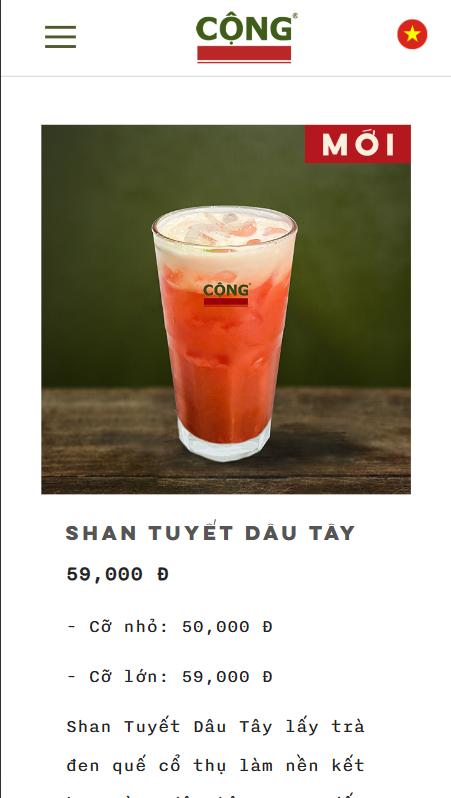 CỘNG
MỚI
CỘNG
SHAN TUYẾT DÂU TÂY
59,000 Đ
- Cỡ nhỏ: 50,000 Đ
- Cỡ lớn: 59,000 Đ
Shan Tuyết Dâu Tây lấy trà
đen quế cổ thụ làm nền kết